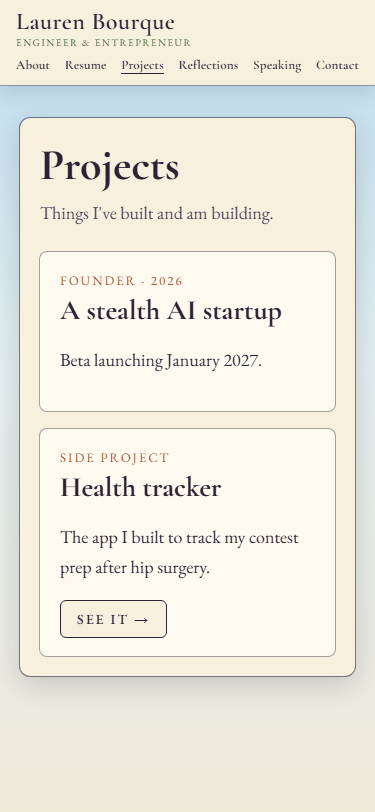 Lauren Bourque
ENGINEER & ENTREPRENEUR
About Resume Projects Reflections Speaking Contact
Projects
Things I've built and am building.
FOUNDER · 2026
A stealth AI startup
Beta launching January 2027.
SIDE PROJECT
Health tracker
The app I built to track my contest
prep after hip surgery.
SEE IT →